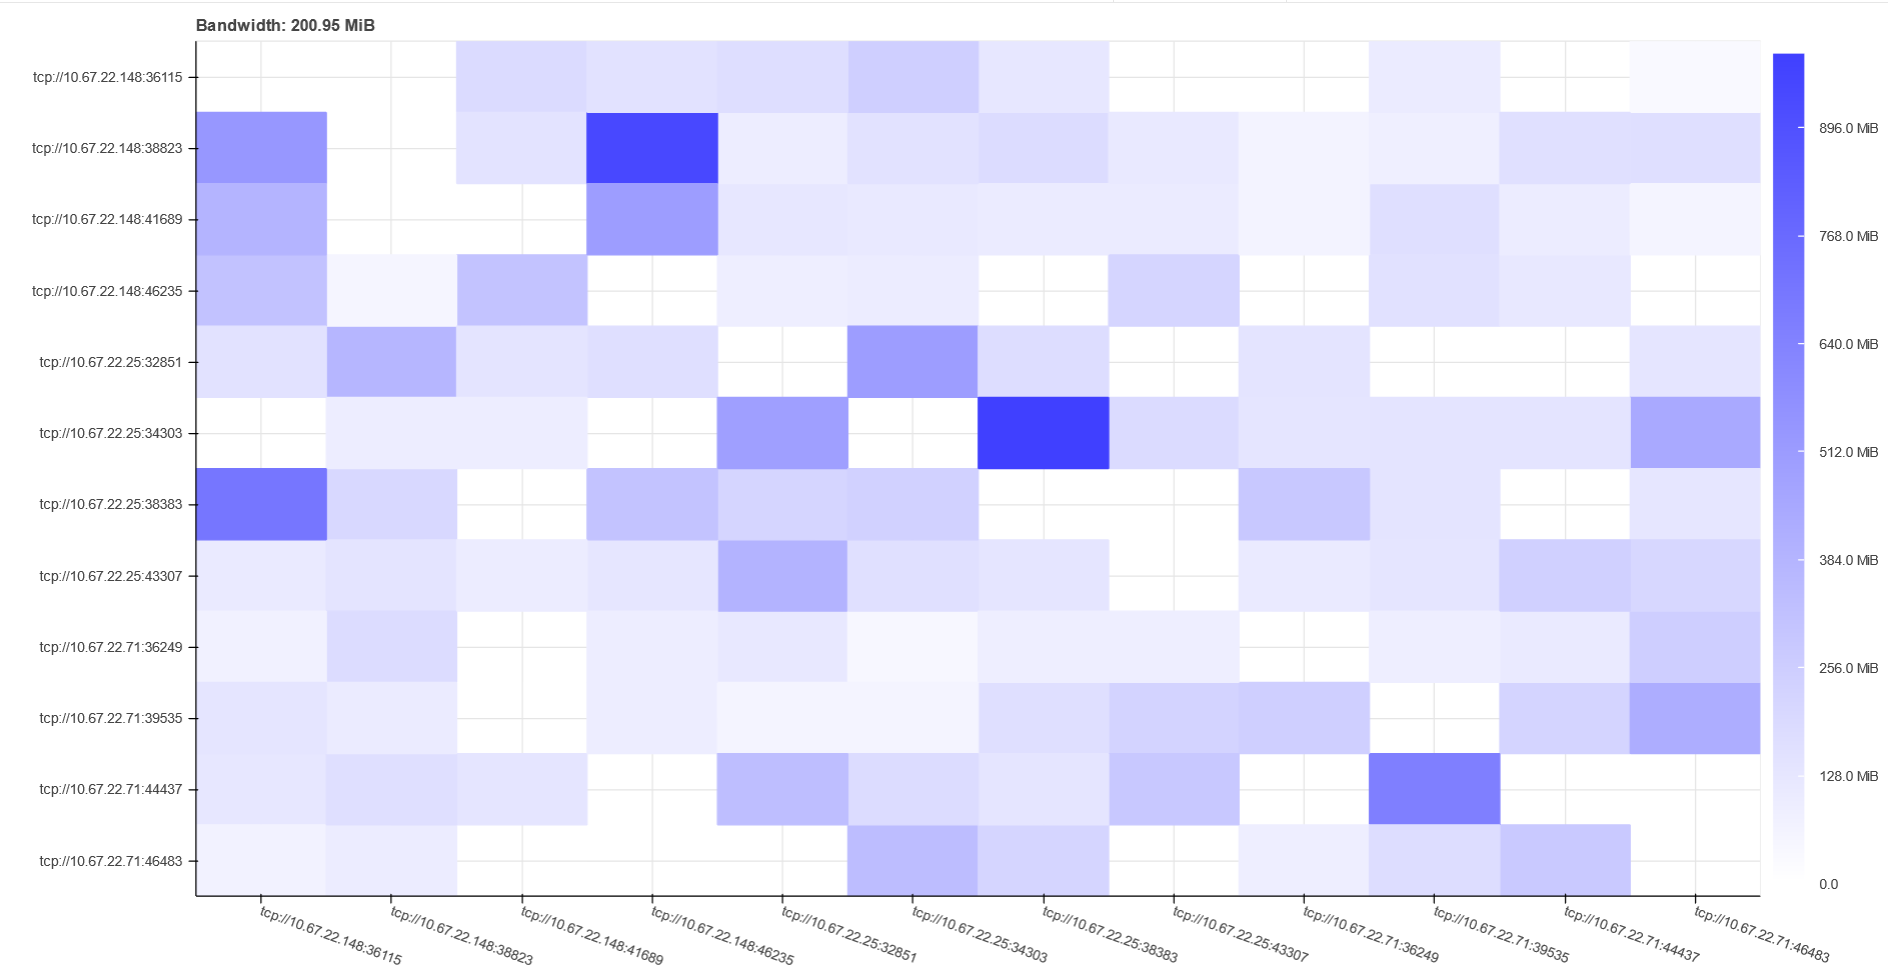 Bandwidth: 200.95 MiB
tcp://10.67.22.148:36115
tcp://10.67.22.148:38823
tcp://10.67.22.148:41689
tcp://10.67.22.148:46235
tcp://10.67.22.25:32851
tcp://10.67.22.25:34303
tcp://10.67.22.25:38383
tcp://10.67.22.25:43307
tcp://10.67.22.71:36249
tcp://10.67.22.71:39535
tcp://10.67.22.71:44437
tcp://10.67.22.71:46483
896.0 MiB
768.0 MiB
640.0 MiB
512.0 MiB
384.0 MiB
256.0 MiB
128.0 MiB
0.0
tcp://10.67.22.148:36115
tcp://10.67.22.148:38823
tcp://10.67.22.148:41689
tcp://10.67.22.148:46235
tcp://10.67.22.25:32851
tcp://10.67.22.25:34303
tcp://10.67.22.25:38383
tcp://10.67.22.25:43307
tcp://10.67.22.71:36249
tcp://10.67.22.71:39535
tcp://10.67.22.71:44437
tcp://10.67.22.71:46483